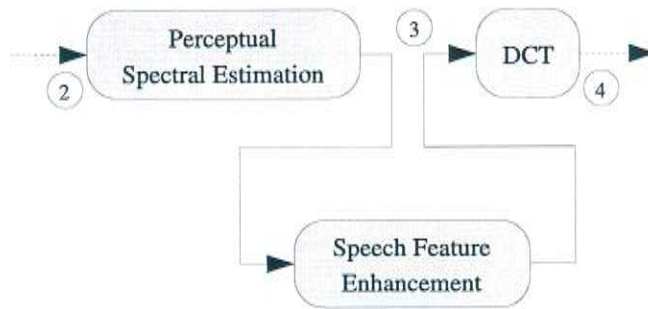 Perceptual
Spectral Estimation
2
3
DCT
4
Speech Feature
Enhancement